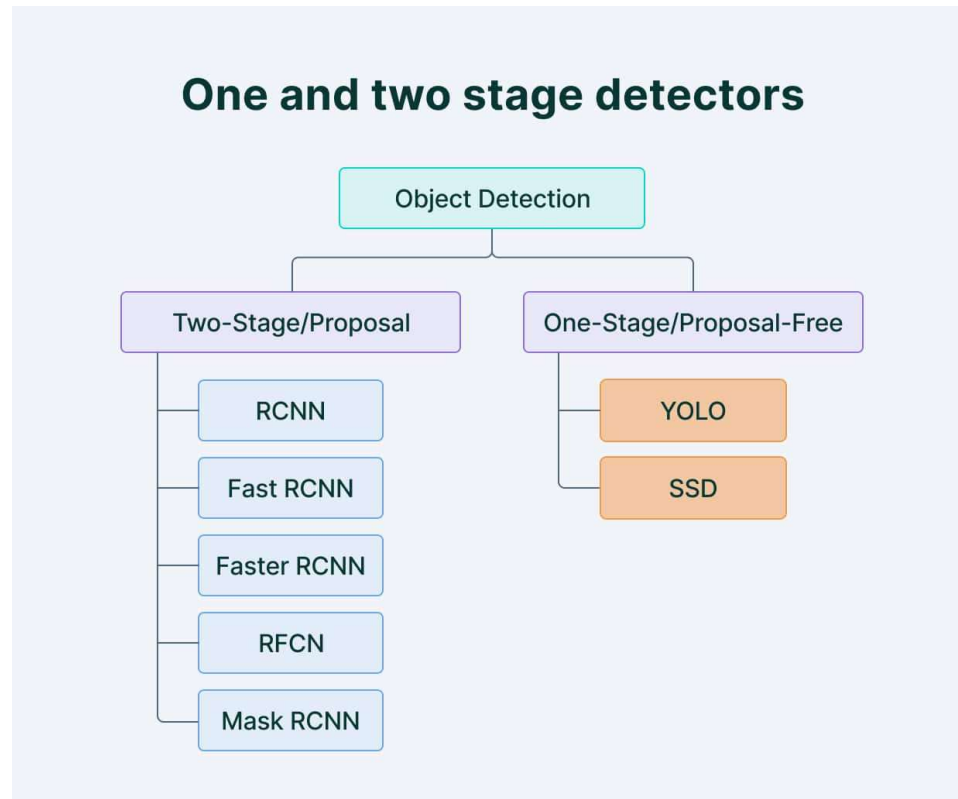 One and two stage detectors
Object Detection
Two-Stage/Proposal
One-Stage/Proposal-Free
RCNN
Fast RCNN
Faster RCNN
RFCN
Mask RCNN
YOLO
SSD